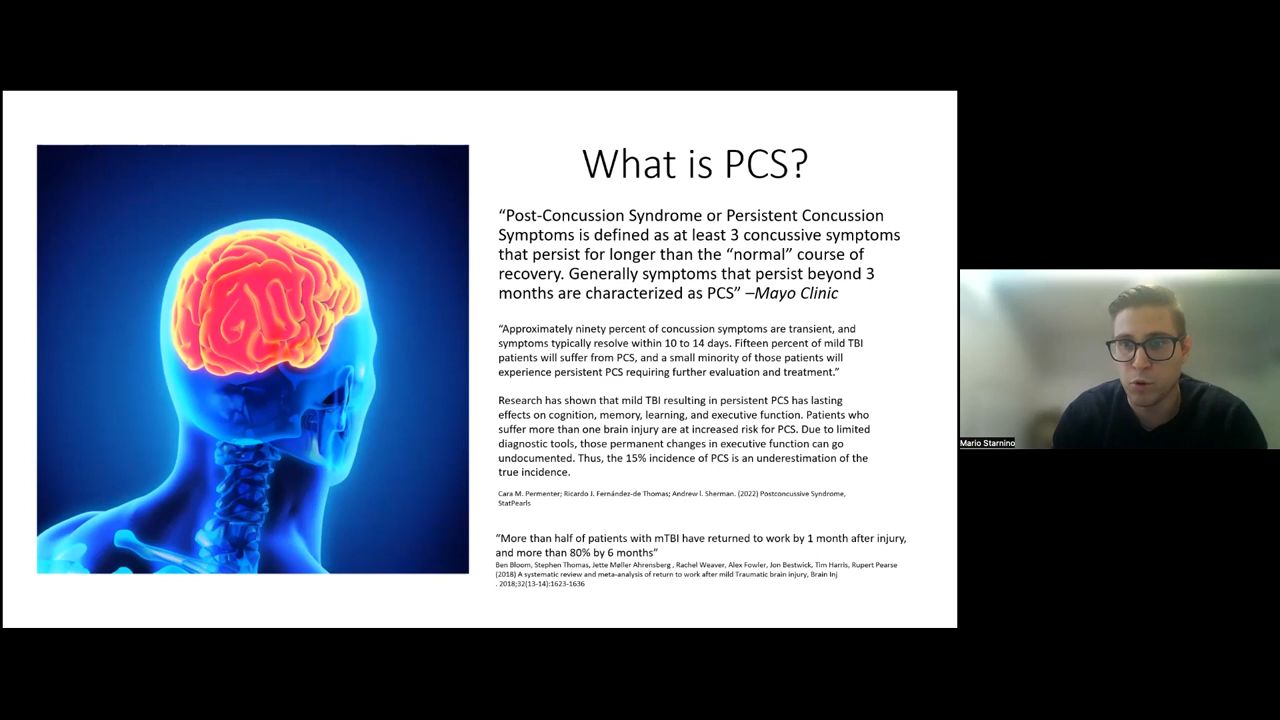 What is PCS?
“Post-Concussion Syndrome or Persistent Concussion
Symptoms is defined as at least 3 concussive symptoms
that persist for longer than the “normal” course of
recovery. Generally symptoms that persist beyond 3
months are characterized as PCS” –Mayo Clinic
“Approximately ninety percent of concussion symptoms are transient, and
symptoms typically resolve within 10 to 14 days. Fifteen percent of mild TBI
patients will suffer from PCS, and a small minority of those patients will
experience persistent PCS requiring further evaluation and treatment.”
Research has shown that mild TBI resulting in persistent PCS has lasting
effects on cognition, memory, learning, and executive function. Patients who
suffer more than one brain injury are at increased risk for PCS. Due to limited
diagnostic tools, those permanent changes in executive function can go
undocumented. Thus, the 15% incidence of PCS is an underestimation of the
true incidence.
Cara M. Permenter; Ricardo J. Fernández-de Thomas; Andrew l. Sherman. (2022) Postconcussive Syndrome,
StatPearls
“More than half of patients with mTBI have returned to work by 1 month after injury,
and more than 80% by 6 months”
Ben Bloom, Stephen Thomas, Jette Møller Ahrensberg , Rachel Weaver, Alex Fowler, Jon Bestwick, Tim Harris, Rupert Pearse
(2018) A systematic review and meta-analysis of return to work after mild Traumatic brain injury, Brain Inj
. 2018;32(13-14):1623-1636
Mario Starnino